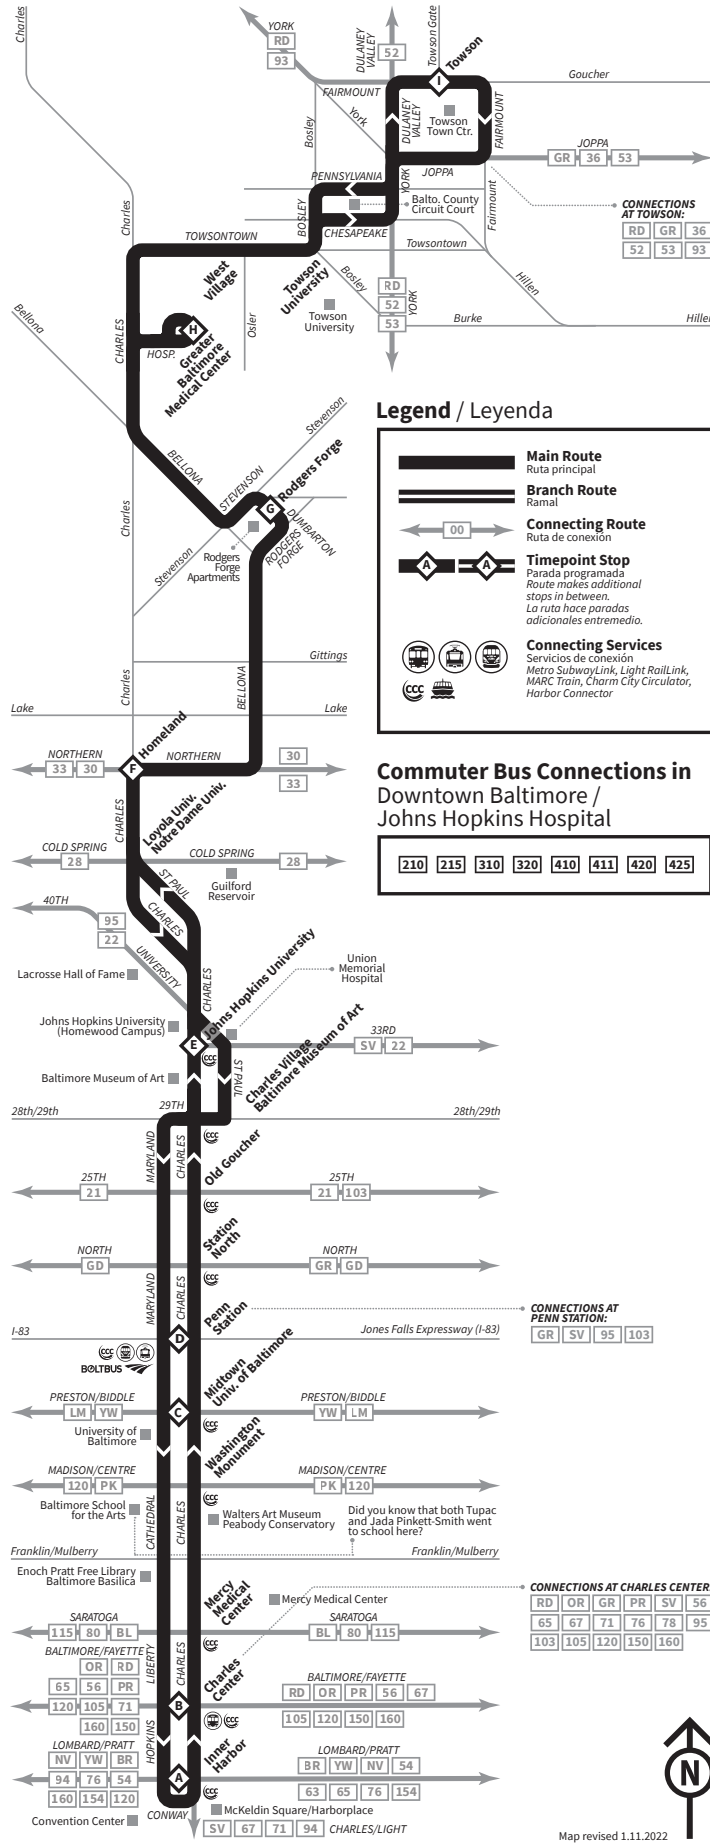 Charles
YORK
RD
93
DULANEY
VALLEY
52
Towson Gate
Towson
I
Goucher
FAIRMOUNT
York
Bosley
DULANEY
VALLEY
Towson
Town Ctr.
FAIRMOUNT
JOPPA
GR 36 53
JOPPA
PENNSYLVANIA
YORK
Balto. County
Circuit Court
Fairmount
CONNECTIONS
AT TOWSON:
RD GR 36
52 53 93
Charles
BOSLEY
CHESAPEAKE
TOWSONTOWN
Towsontown
West
Village
Towson
University
Bosley
Hillen
RD
52
53
YORK
Towson
University
Burke
Hillen
Bellona
CHARLES
H
HOSP.
Greater
Baltimore
Medical Center
Osler
Legend / Leyenda
Main Route
Ruta principal
Branch Route
Ramal
00
Connecting Route
Ruta de conexión
A A
Timepoint Stop
Parada programada
Route makes additional
stops in between.
La ruta hace paradas
adicionales entremedio.
Connecting Services
Servicios de conexión
Metro SubwayLink, Light RailLink,
MARC Train, Charm City Circulator,
Harbor Connector
CCC
Stevenson
BELLONA
STEVENSON
Rodgers Forge
G
DUMBARTON
RODGERS
FORGE
Charles
Stevenson
Rodgers
Forge
Apartments
Gittings
Charles
BELLONA
Lake
Lake
Homeland
NORTHERN
33 30
F
NORTHERN
30
33
Commuter Bus Connections in
Downtown Baltimore /
Johns Hopkins Hospital
210 215 310 320 410 411 420 425
CHARLES
Loyola Univ.
Notre Dame Univ.
COLD SPRING
28
COLD SPRING
28
ST PAUL
Guilford
Reservoir
CHARLES
40TH
95
22
UNIVERSITY
Lacrosse Hall of Fame
CHARLES
Johns Hopkins University
Union
Memorial
Hospital
Johns Hopkins University
(Homewood Campus)
E
CCC
33RD
SV 22
Baltimore Museum of Art
ST PAUL
Charles Village
Baltimore Museum of Art
28th/29th
29TH
28th/29th
MARYLAND
CHARLES
CCC
Old Goucher
25TH
21
25TH
21 103
CCC
Station
North
NORTH
GD
NORTH
GR GD
CCC
MARYLAND
CHARLES
Penn
Station
I-83
D
Jones Falls Expressway (I-83)
CONNECTIONS AT
PENN STATION:
GR SV 95 103
CCC
BOLTBUS
Midtown
Univ. of Baltimore
PRESTON/BIDDLE
LM YW
C
PRESTON/BIDDLE
YW LM
CCC
University of
Baltimore
Washington
Monument
MADISON/CENTRE
120 PK
MADISON/CENTRE
PK 120
CCC
Baltimore School
for the Arts
CATHEDRAL
CHARLES
Walters Art Museum
Peabody Conservatory
Did you know that both Tupac
and Jada Pinkett-Smith went
to school here?
Franklin/Mulberry
Franklin/Mulberry
Enoch Pratt Free Library
Baltimore Basilica
Mercy
Medical
Center
Mercy Medical Center
CONNECTIONS AT CHARLES CENTER:
RD OR GR PR SV 56
65 67 71 76 78 95
103 105 120 150 160
SARATOGA
115 80 BL
SARATOGA
BL 80 115
CCC
LIBERTY
CHARLES
Charles
Center
BALTIMORE/FAYETTE
OR RD
65 56 PR
120 105 71
160 150
B
BALTIMORE/FAYETTE
RD OR PR 56 67
105 120 150 160
CCC
HOPKINS
Inner
Harbor
LOMBARD/PRATT
NV YW BR
94 76 54
160 154 120
A
LOMBARD/PRATT
BR YW NV 54
63 65 76 154
CCC
Convention Center
CONWAY
McKeldin Square/Harborplace
SV 67 71 94 CHARLES/LIGHT
N
Map revised 1.11.2022